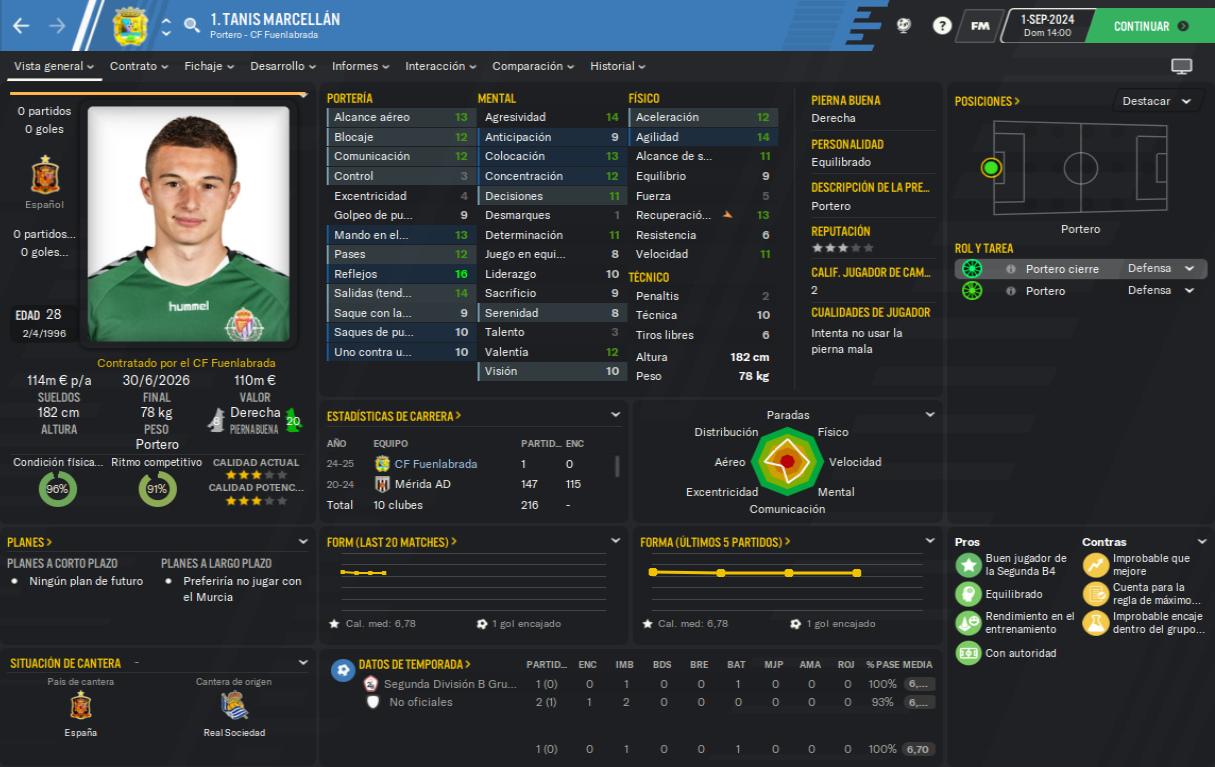 1. TANIS MARCELLÁN
Portero - CF Fuenlabrada
?
FM
1-SEP-2024
Dom 14:00
CONTINUAR
Vista general
Contrato
Fichaje
Desarrollo
Informes
Interacción
Comparación
Historial
0 partidos
0 goles
Español
0 partidos...
0 goles...
EDAD 28
2/4/1996
hummel
Contratado por el CF Fuenlabrada
114m € p/a 30/6/2026 110m €
SUELDOS FINAL VALOR
182 cm 78 kg 8 Derecha 20
ALTURA PESO PIERNA BUENA
Portero
Condición física... Ritmo competitivo CALIDAD ACTUAL
96% 91%
CALIDAD POTENC...
PORTERÍA
Alcance aéreo 13
Blocaje 12
Comunicación 12
Control 3
Excentricidad 4
Golpeo de pu... 9
Mando en el... 13
Pases 12
Reflejos 16
Salidas (tend... 14
Saque con la... 9
Saques de pu... 10
Uno contra u... 10
MENTAL
Agresividad 14
Anticipación 9
Colocación 13
Concentración 12
Decisiones 11
Desmarques 1
Determinación 11
Juego en equi... 8
Liderazgo 10
Sacrificio 9
Serenidad 8
Talento 3
Valentía 12
Visión 10
FÍSICO
Aceleración 12
Agilidad 14
Alcance de s... 11
Equilibrio 9
Fuerza 5
Recuperació... 13
Resistencia 6
Velocidad 11
TÉCNICO
Penaltis 2
Técnica 10
Tiros libres 6
Altura 182 cm
Peso 78 kg
PIERNA BUENA
Derecha
PERSONALIDAD
Equilibrado
DESCRIPCIÓN DE LA PRE...
Portero
REPUTACIÓN
CALIF. JUGADOR DE CAM...
2
CUALIDADES DE JUGADOR
Intenta no usar la
pierna mala
POSICIONES >
Destacar
Portero
ROL Y TAREA
Portero cierre Defensa
Portero Defensa
ESTADÍSTICAS DE CARRERA >
AÑO EQUIPO PARTID... ENC
24-25 CF Fuenlabrada 1 0
20-24 Mérida AD 147 115
Total 10 clubes 216 -
Paradas
Distribución Físico
Aéreo Velocidad
Excentricidad Mental
Comunicación
PLANES >
PLANES A CORTO PLAZO PLANES A LARGO PLAZO
Ningún plan de futuro
Preferiría no jugar con
el Murcia
FORM (LAST 20 MATCHES) >
Cal. med: 6,78 1 gol encajado
FORMA (ÚLTIMOS 5 PARTIDOS) >
Cal. med: 6,78 1 gol encajado
Pros
Buen jugador de
la Segunda B4
Equilibrado
Rendimiento en el
entrenamiento
Con autoridad
Contras
Improbable que
mejore
Cuenta para la
regla de máximo...
Improbable encaje
dentro del grupo...
SITUACIÓN DE CANTERA -
País de cantera Cantera de origen
España Real Sociedad
DATOS DE TEMPORADA > PARTID... ENC IMB BDS BRE BAT MJP AMA ROJ % PASE MEDIA
Segunda División B Gru... 1 (0) 0 1 0 0 1 0 0 0 100% 6,...
No oficiales 2 (1) 1 2 0 0 0 0 0 0 93% 6,...
1 (0) 0 1 0 0 1 0 0 0 100% 6,70